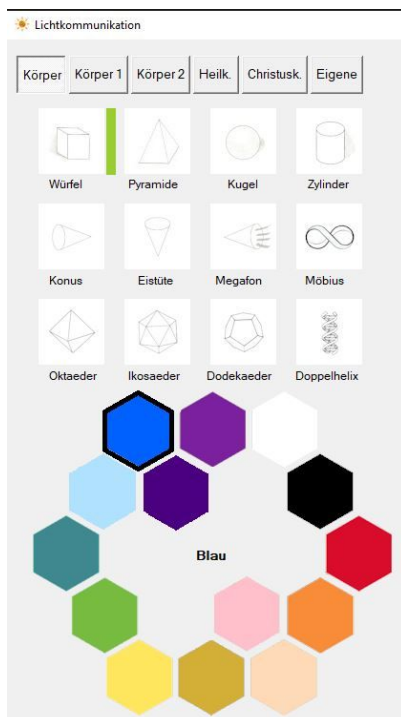 Lichtkommunikation
Körper Körper 1 Körper 2 Heilk. Christusk. Eigene
Würfel Pyramide Kugel Zylinder
Konus Eistüte Megafon Möbius
Oktaeder Ikosaeder Dodekaeder Doppelhelix
Blau